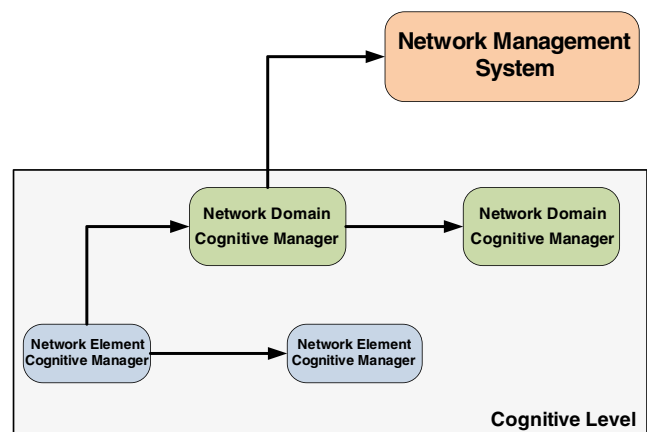 Network Management
System
Network Domain
Cognitive Manager
Network Domain
Cognitive Manager
Network Element
Cognitive Manager
Network Element
Cognitive Manager
Cognitive Level